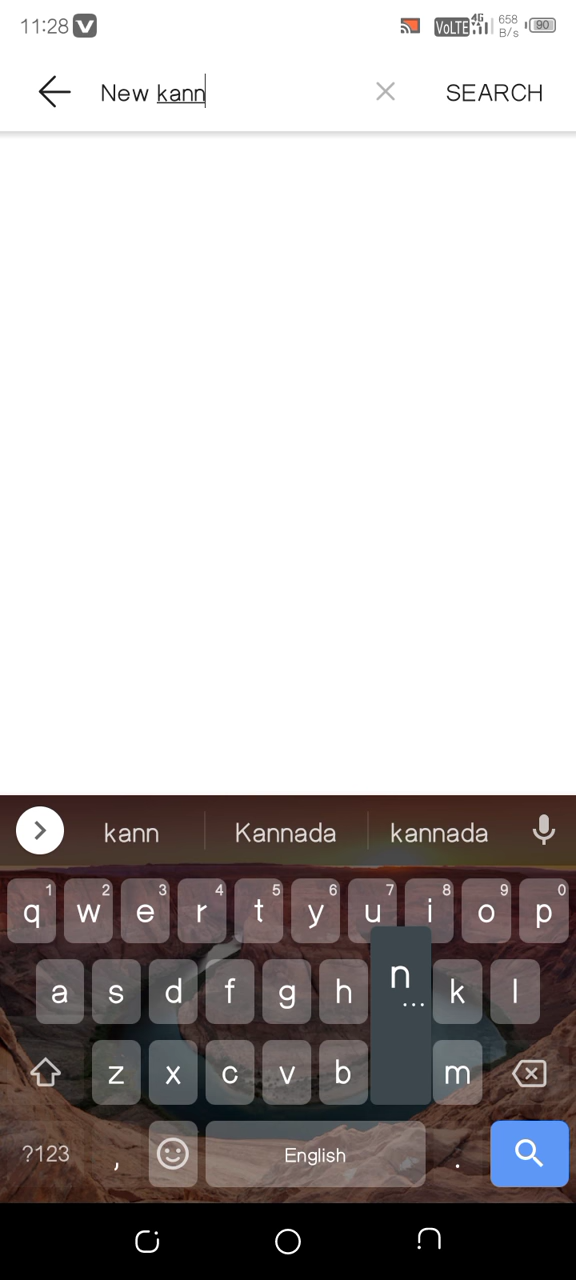 11:28 V VoLTE 4G 658 B/s 90
New kann SEARCH
kann Kannada kannada
1 2 3 4 5 6 7 8 9 0
q w e r t y u i o p
a s d f g h n ... k l
z x c v b m
?123 , English .